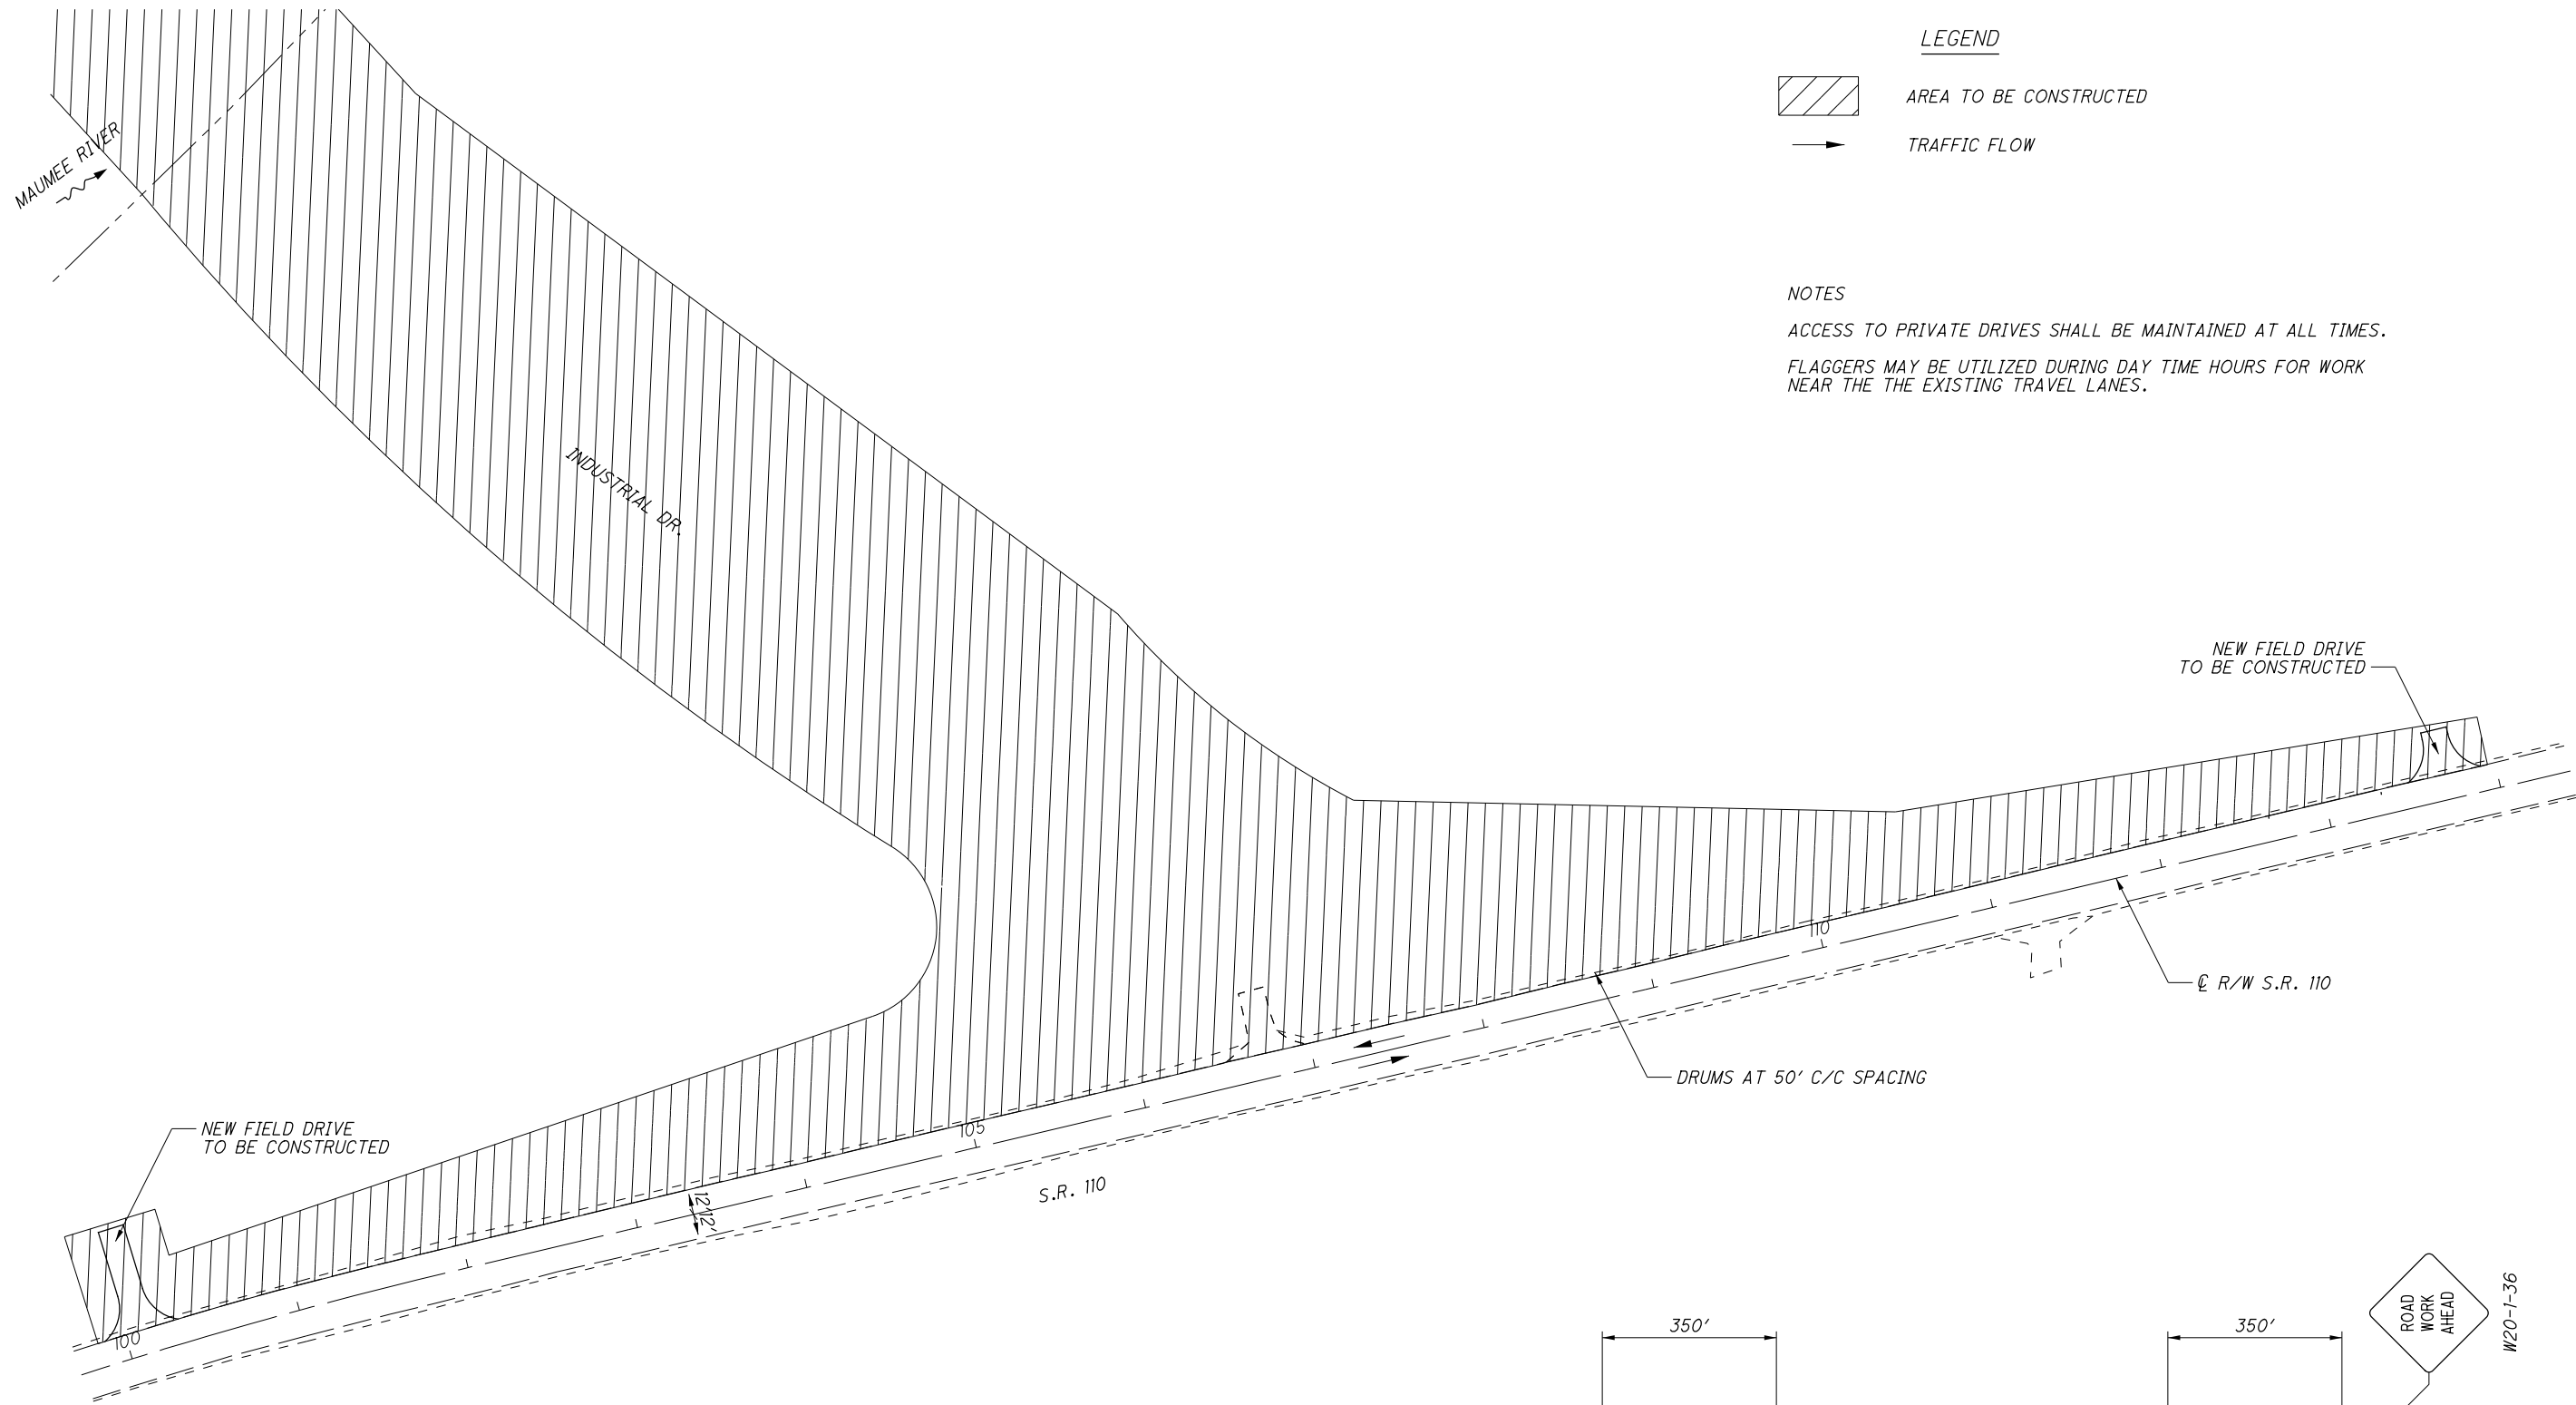 LEGEND
AREA TO BE CONSTRUCTED
TRAFFIC FLOW
MAUMEE RIVER
NOTES
ACCESS TO PRIVATE DRIVES SHALL BE MAINTAINED AT ALL TIMES.
FLAGGERS MAY BE UTILIZED DURING DAY TIME HOURS FOR WORK
NEAR THE THE EXISTING TRAVEL LANES.
INDUSTRIAL DR.
NEW FIELD DRIVE
TO BE CONSTRUCTED
110
℄ R/W S.R. 110
DRUMS AT 50' C/C SPACING
105
NEW FIELD DRIVE
TO BE CONSTRUCTED
S.R. 110
12'
12'
100
350'
350'
ROAD
WORK
AHEAD
W20-1-36